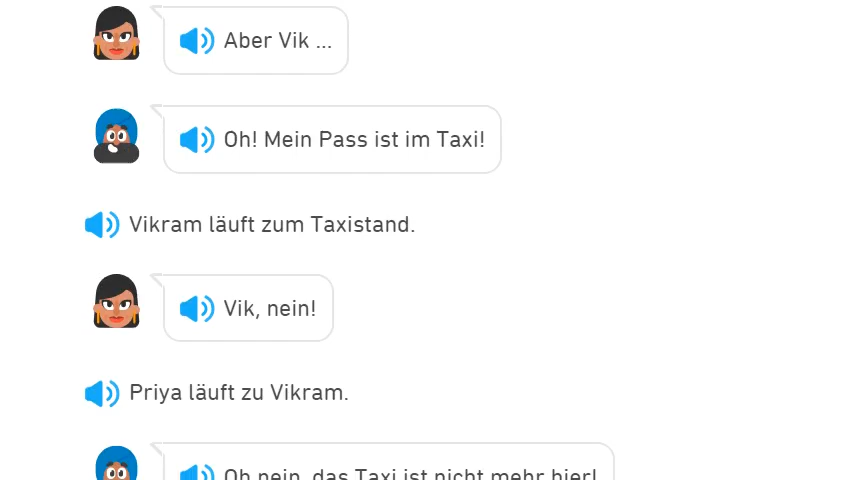 Aber Vik ...
Oh! Mein Pass ist im Taxi!
Vikram läuft zum Taxistand.
Vik, nein!
Priya läuft zu Vikram.
Oh nein, das Taxi ist nicht mehr hier!